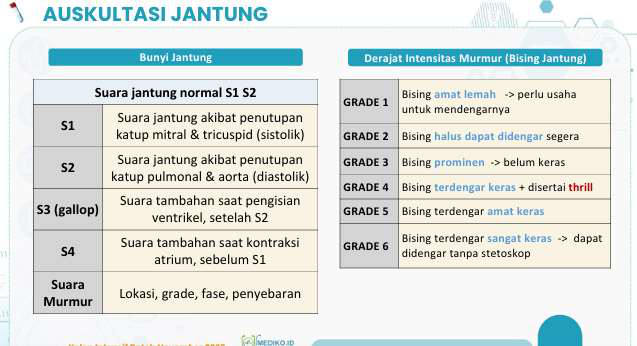 AUSKULTASI JANTUNG
Bunyi Jantung
Suara jantung normal S1 S2
S1
Suara jantung akibat penutupan
katup mitral & tricuspid (sistolik)
S2
Suara jantung akibat penutupan
katup pulmonal & aorta (diastolik)
S3 (gallop)
Suara tambahan saat pengisian
ventrikel, setelah S2
S4
Suara tambahan saat kontraksi
atrium, sebelum S1
Suara
Murmur
Lokasi, grade, fase, penyebaran
Derajat Intensitas Murmur (Bising Jantung)
GRADE 1
Bising amat lemah -> perlu usaha
untuk mendengarnya
GRADE 2
Bising halus dapat didengar segera
GRADE 3
Bising prominen -> belum keras
GRADE 4
Bising terdengar keras + disertai thrill
GRADE 5
Bising terdengar amat keras
GRADE 6
Bising terdengar sangat keras -> dapat
didengar tanpa stetoskop
MEDIKO.ID